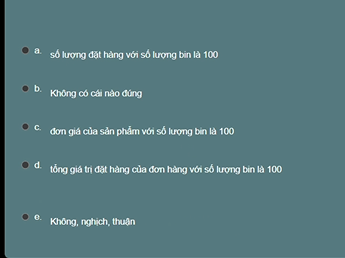 a. số lượng đặt hàng với số lượng bin là 100
b. Không có cái nào đúng
c. đơn giá của sản phẩm với số lượng bin là 100
d. tổng giá trị đặt hàng của đơn hàng với số lượng bin là 100
e. Không, nghịch, thuận